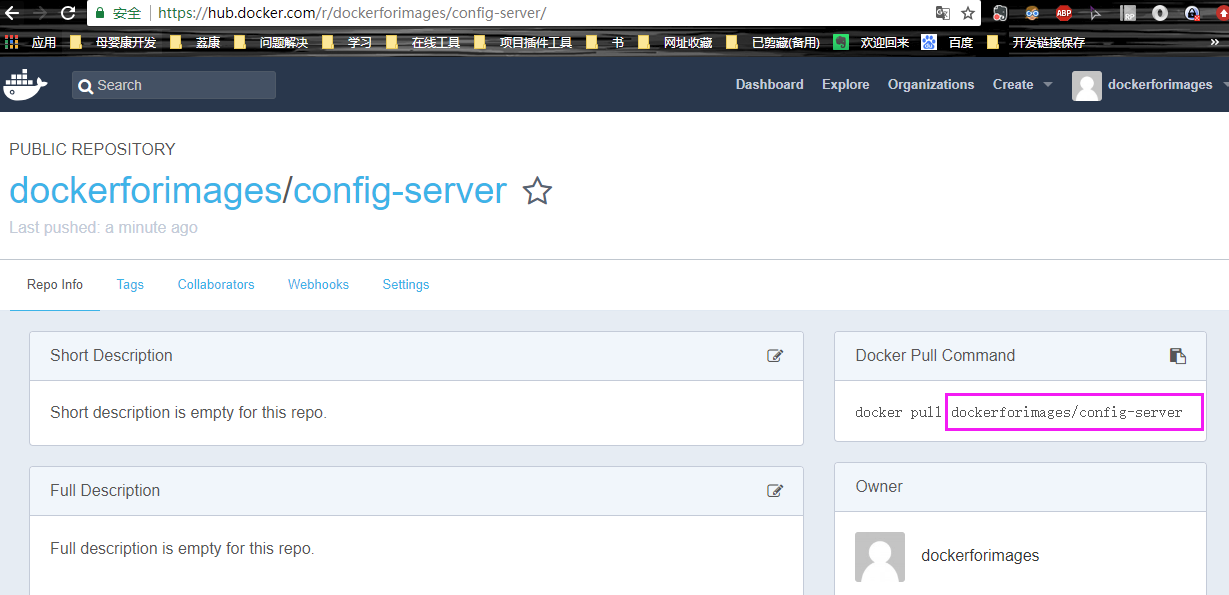 安全 https://hub.docker.com/r/dockerforimages/config-server/
ABP RP
应用 母婴康开发 荔康 问题解决 学习 在线工具 项目插件工具 书 网址收藏 已剪藏(备用) 欢迎回来 百度 开发链接保存 »
Search Dashboard Explore Organizations Create dockerforimages
PUBLIC REPOSITORY
dockerforimages/config-server
Last pushed: a minute ago
Repo Info Tags Collaborators Webhooks Settings
Short Description
Short description is empty for this repo.
Full Description
Full description is empty for this repo.
Docker Pull Command
docker pull dockerforimages/config-server
Owner
dockerforimages